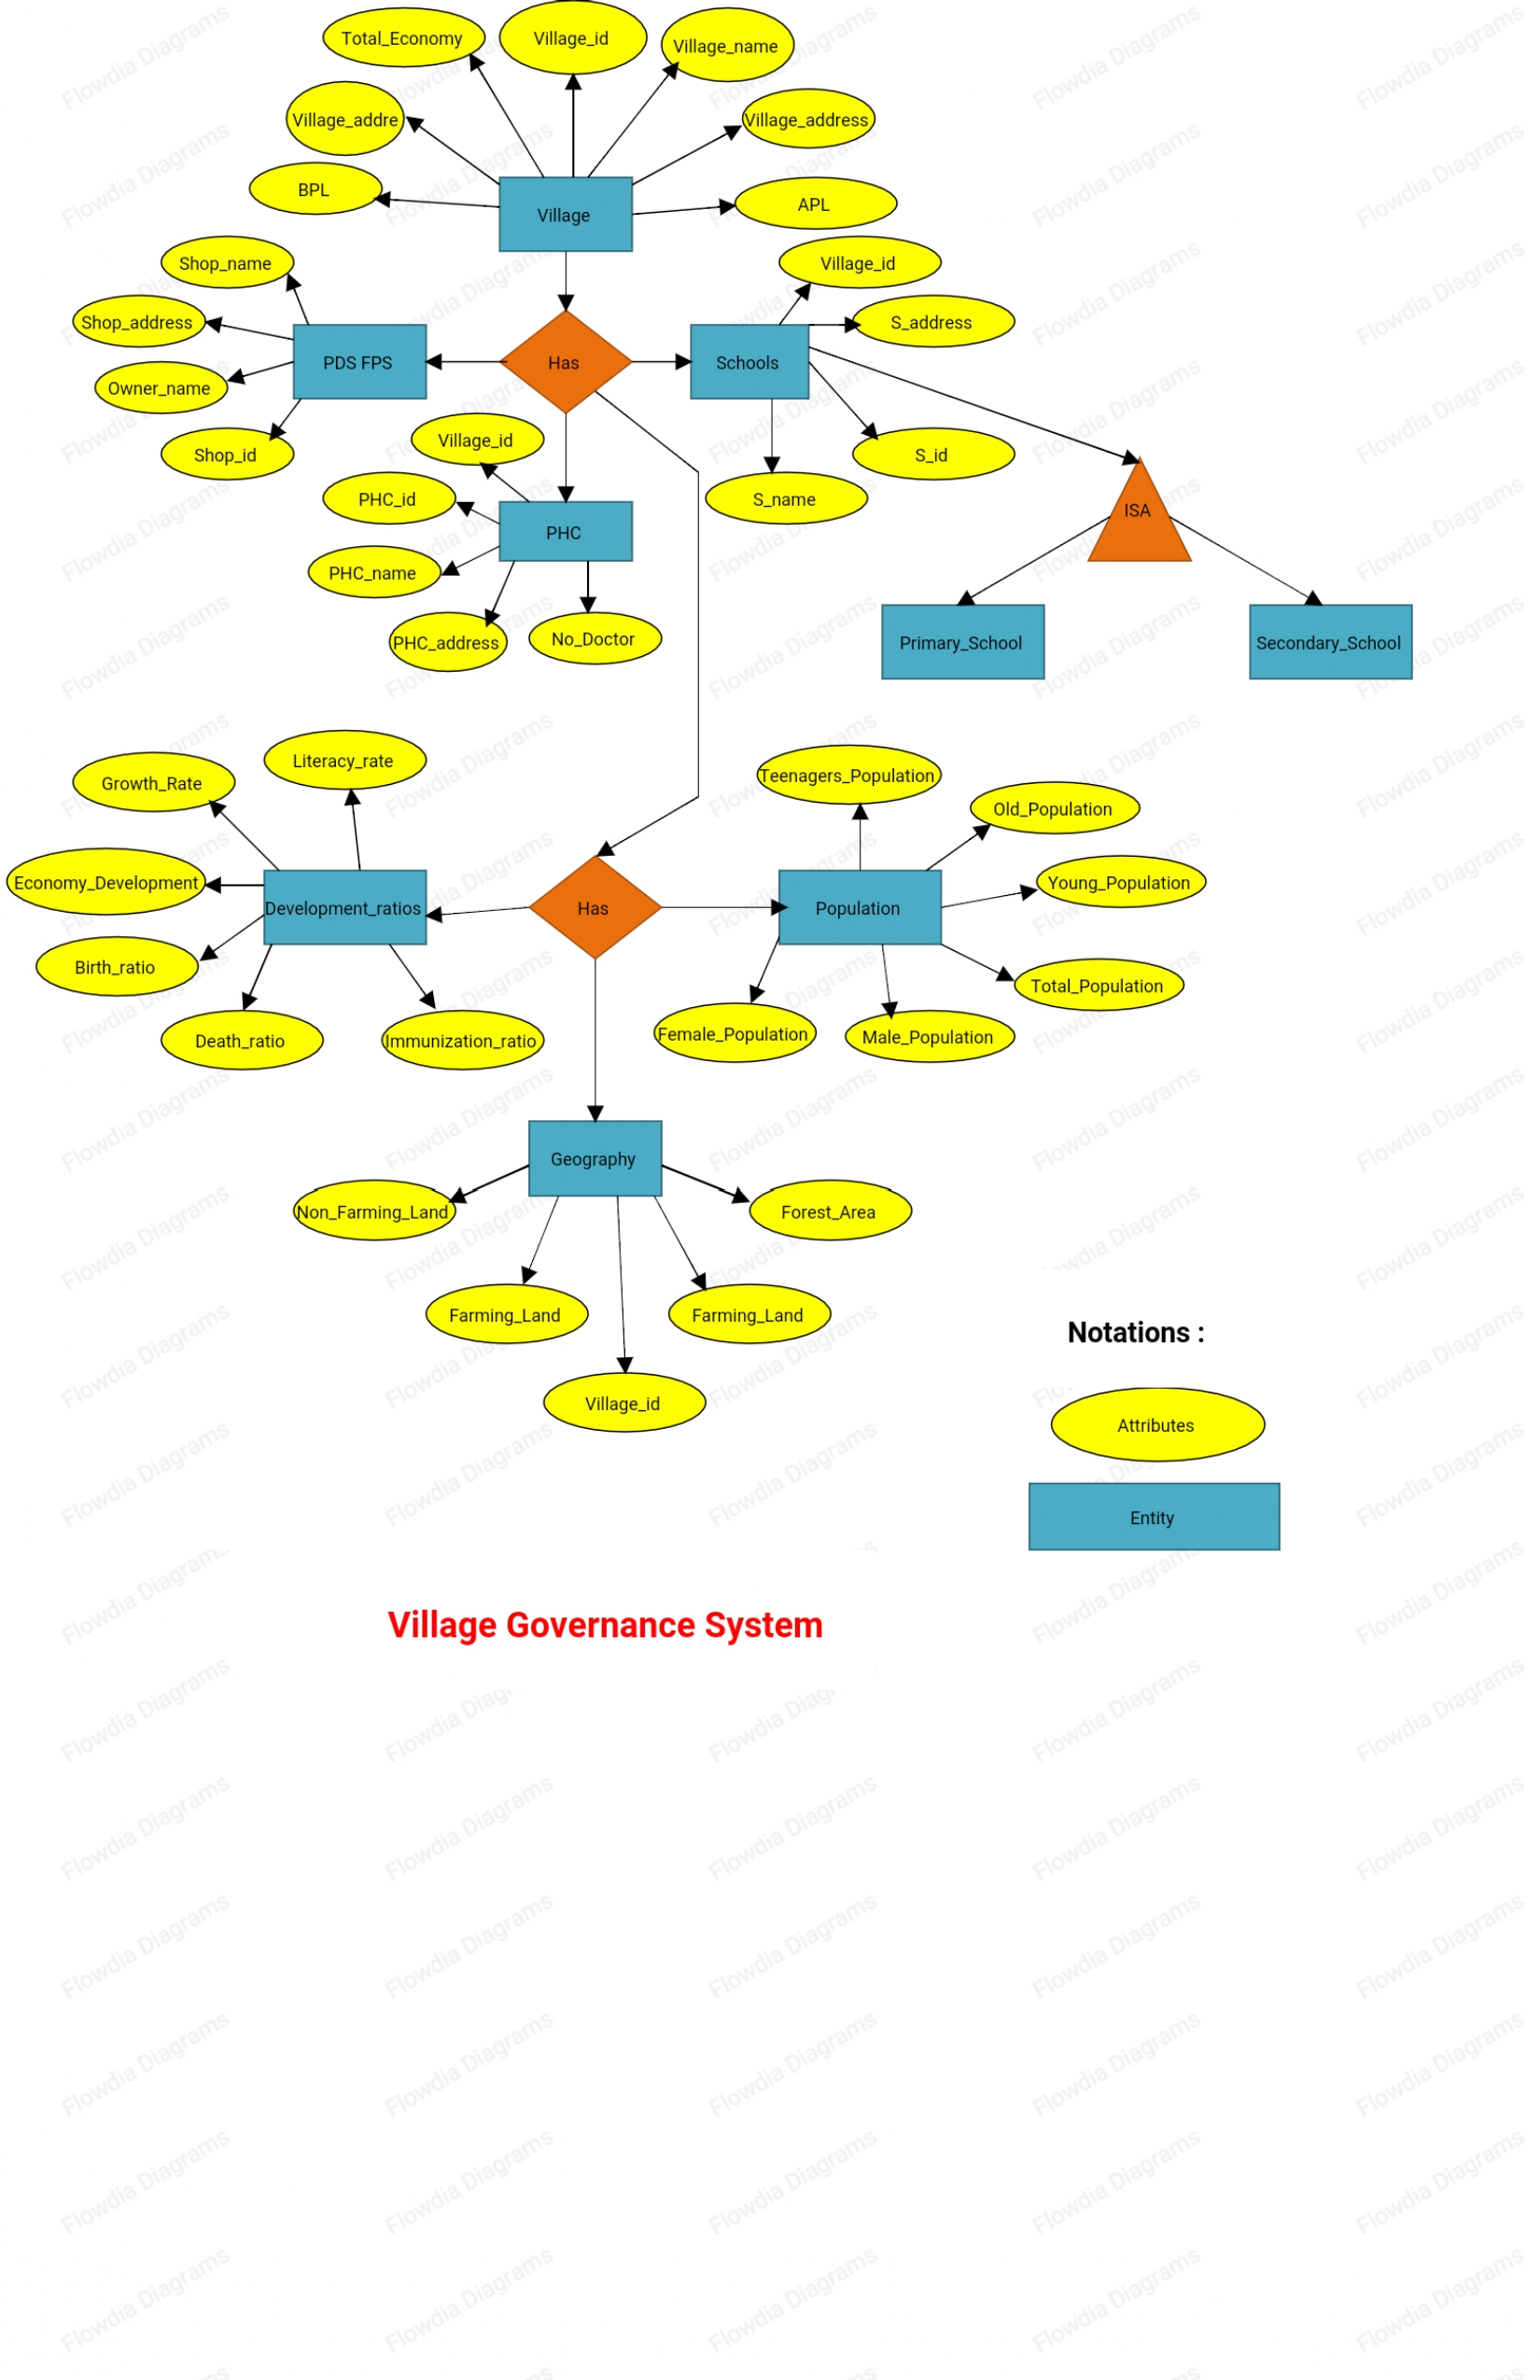 Total_Economy
Village_id
Village_name
Village_addre
Village_address
BPL
APL
Village
Shop_name
Village_id
Shop_address
S_address
PDS FPS
Has
Schools
Owner_name
Village_id
Shop_id
S_id
PHC_id
S_name
ISA
PHC
PHC_name
PHC_address
No_Doctor
Primary_School
Secondary_School
Literacy_rate
Growth_Rate
Teenagers_Population
Old_Population
Economy_Development
Young_Population
Development_ratios
Has
Population
Birth_ratio
Total_Population
Death_ratio
Immunization_ratio
Female_Population
Male_Population
Geography
Non_Farming_Land
Forest_Area
Farming_Land
Farming_Land
Village_id
Notations :
Attributes
Entity
Village Governance System
Flowdia Diagrams